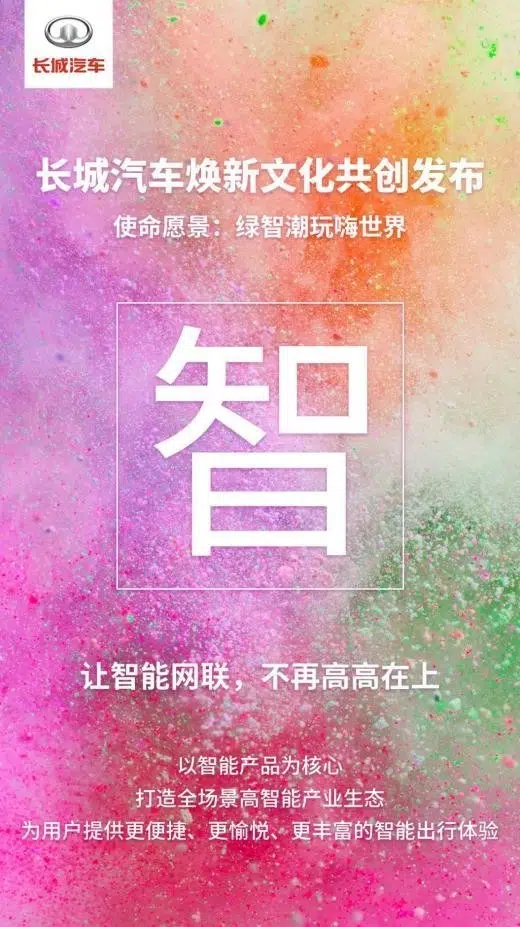 长城汽车
长城汽车焕新文化共创发布
使命愿景：绿智潮玩嗨世界
智
让智能网联，不再高高在上
以智能产品为核心
打造全场景高智能产业生态
为用户提供更便捷、更愉悦、更丰富的智能出行体验